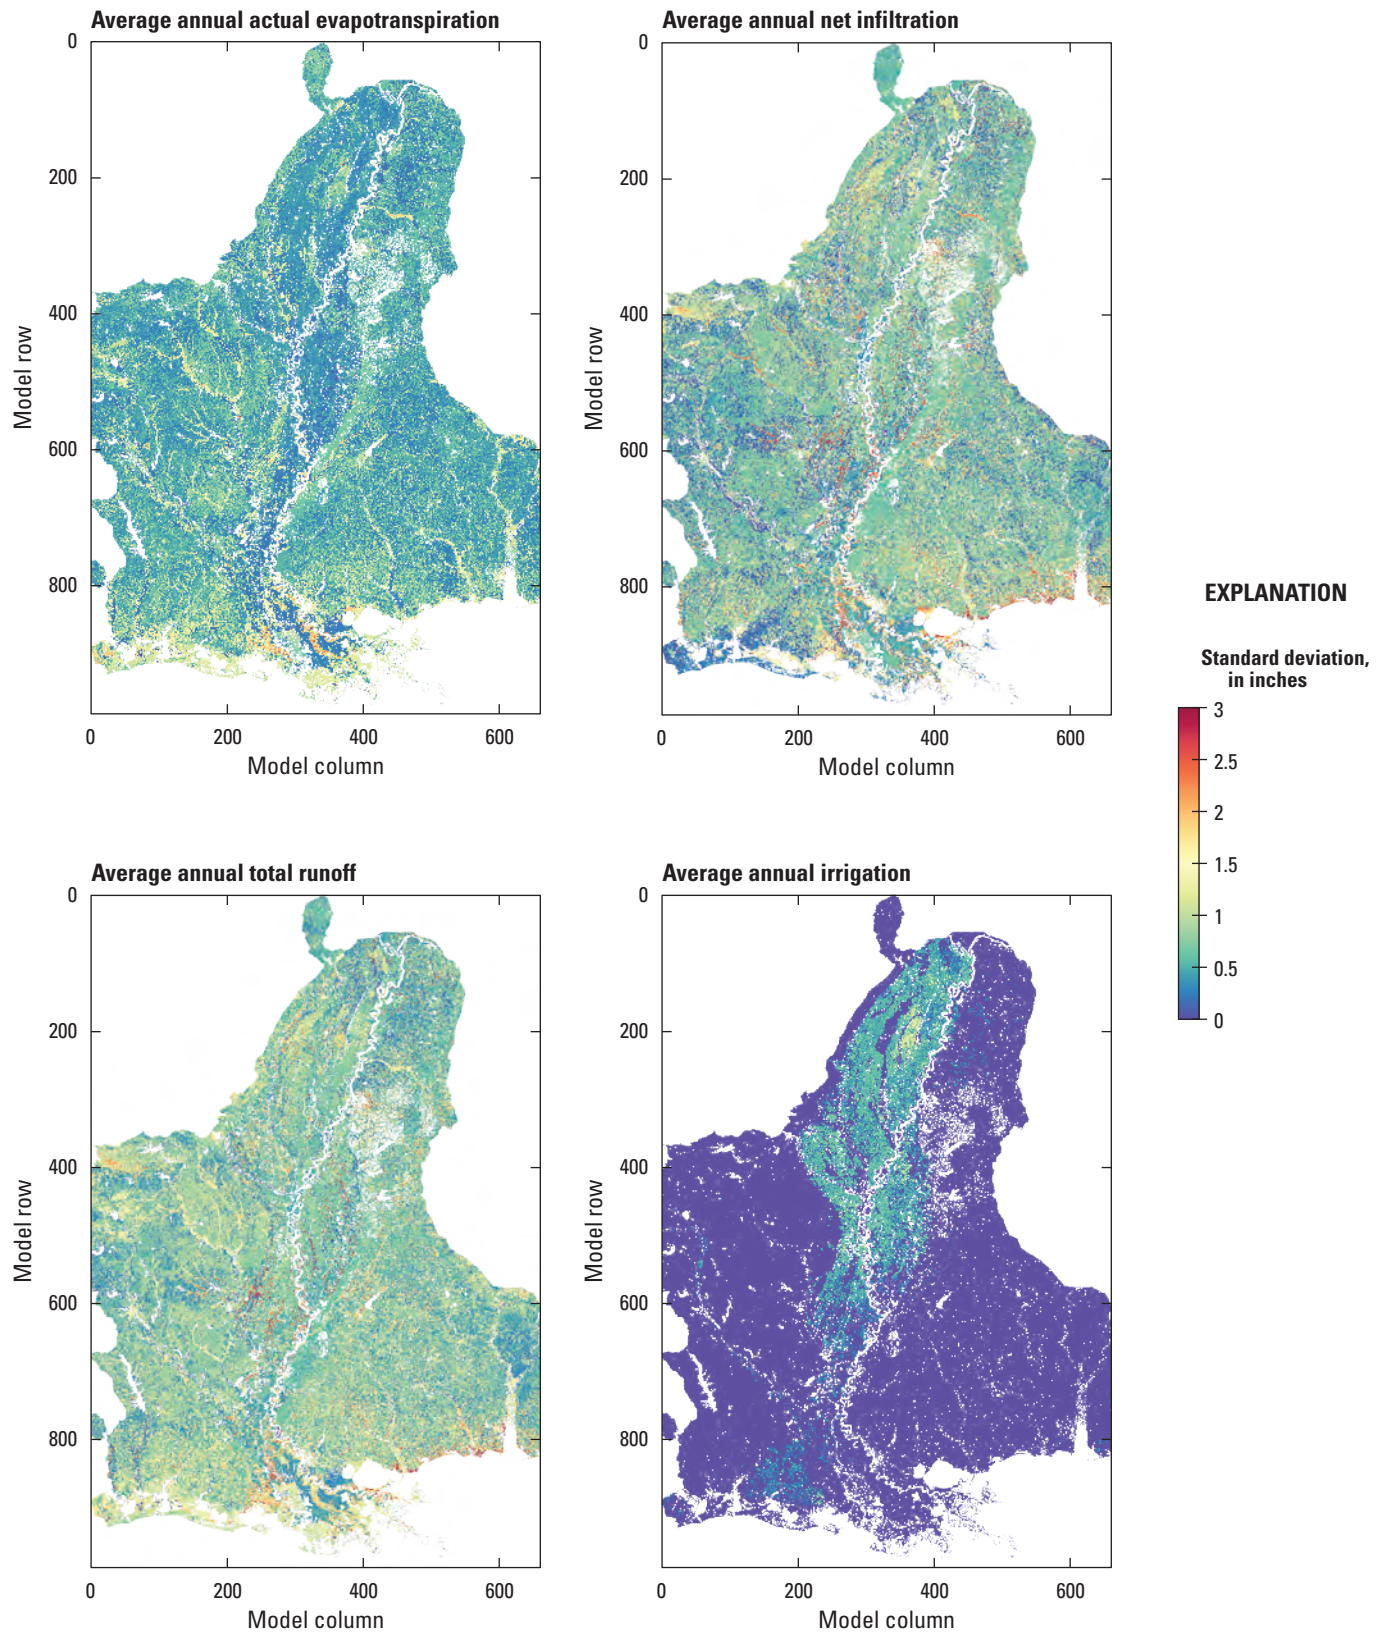 Average annual actual evapotranspiration
0
200
400
600
800
Model row
0 200 400 600
Model column
Average annual net infiltration
0
200
400
600
800
Model row
0 200 400 600
Model column
EXPLANATION
Standard deviation,
in inches
3
2.5
2
1.5
1
0.5
0
Average annual total runoff
0
200
400
600
800
Model row
0 200 400 600
Model column
Average annual irrigation
0
200
400
600
800
Model row
0 200 400 600
Model column